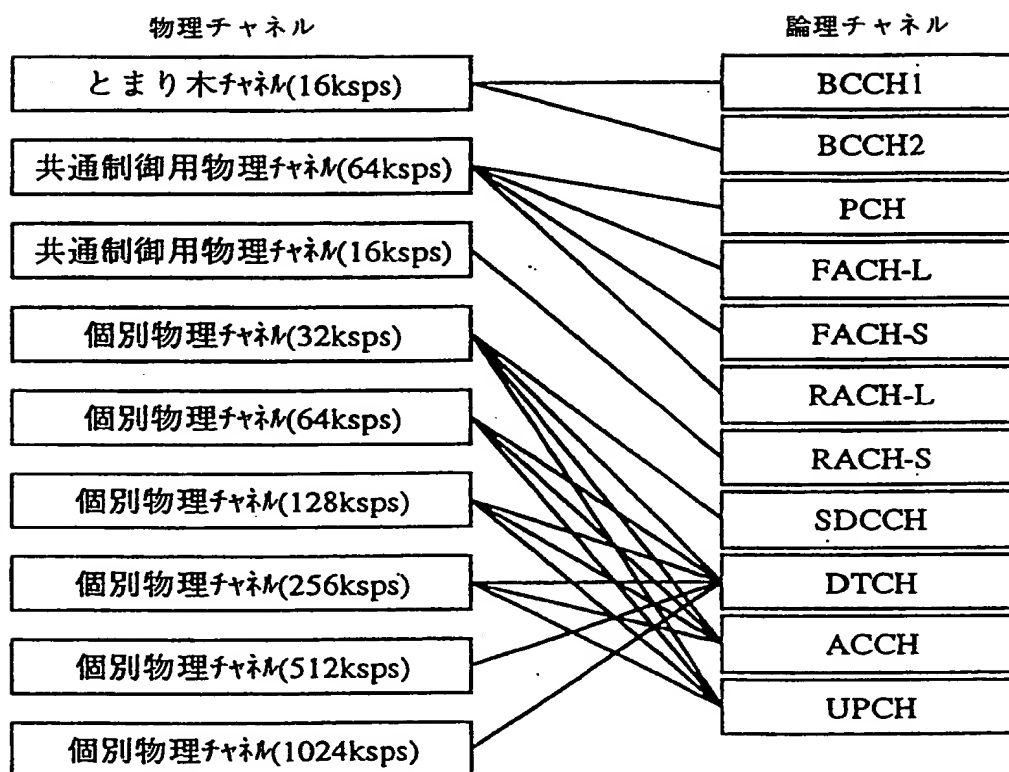 物理チャネル
とまり木チャネル(16ksps)
共通制御用物理チャネル(64ksps)
共通制御用物理チャネル(16ksps)
個別物理チャネル(32ksps)
個別物理チャネル(64ksps)
個別物理チャネル(128ksps)
個別物理チャネル(256ksps)
個別物理チャネル(512ksps)
個別物理チャネル(1024ksps)
論理チャネル
BCCH1
BCCH2
PCH
FACH-L
FACH-S
RACH-L
RACH-S
SDCCH
DTCH
ACCH
UPCH